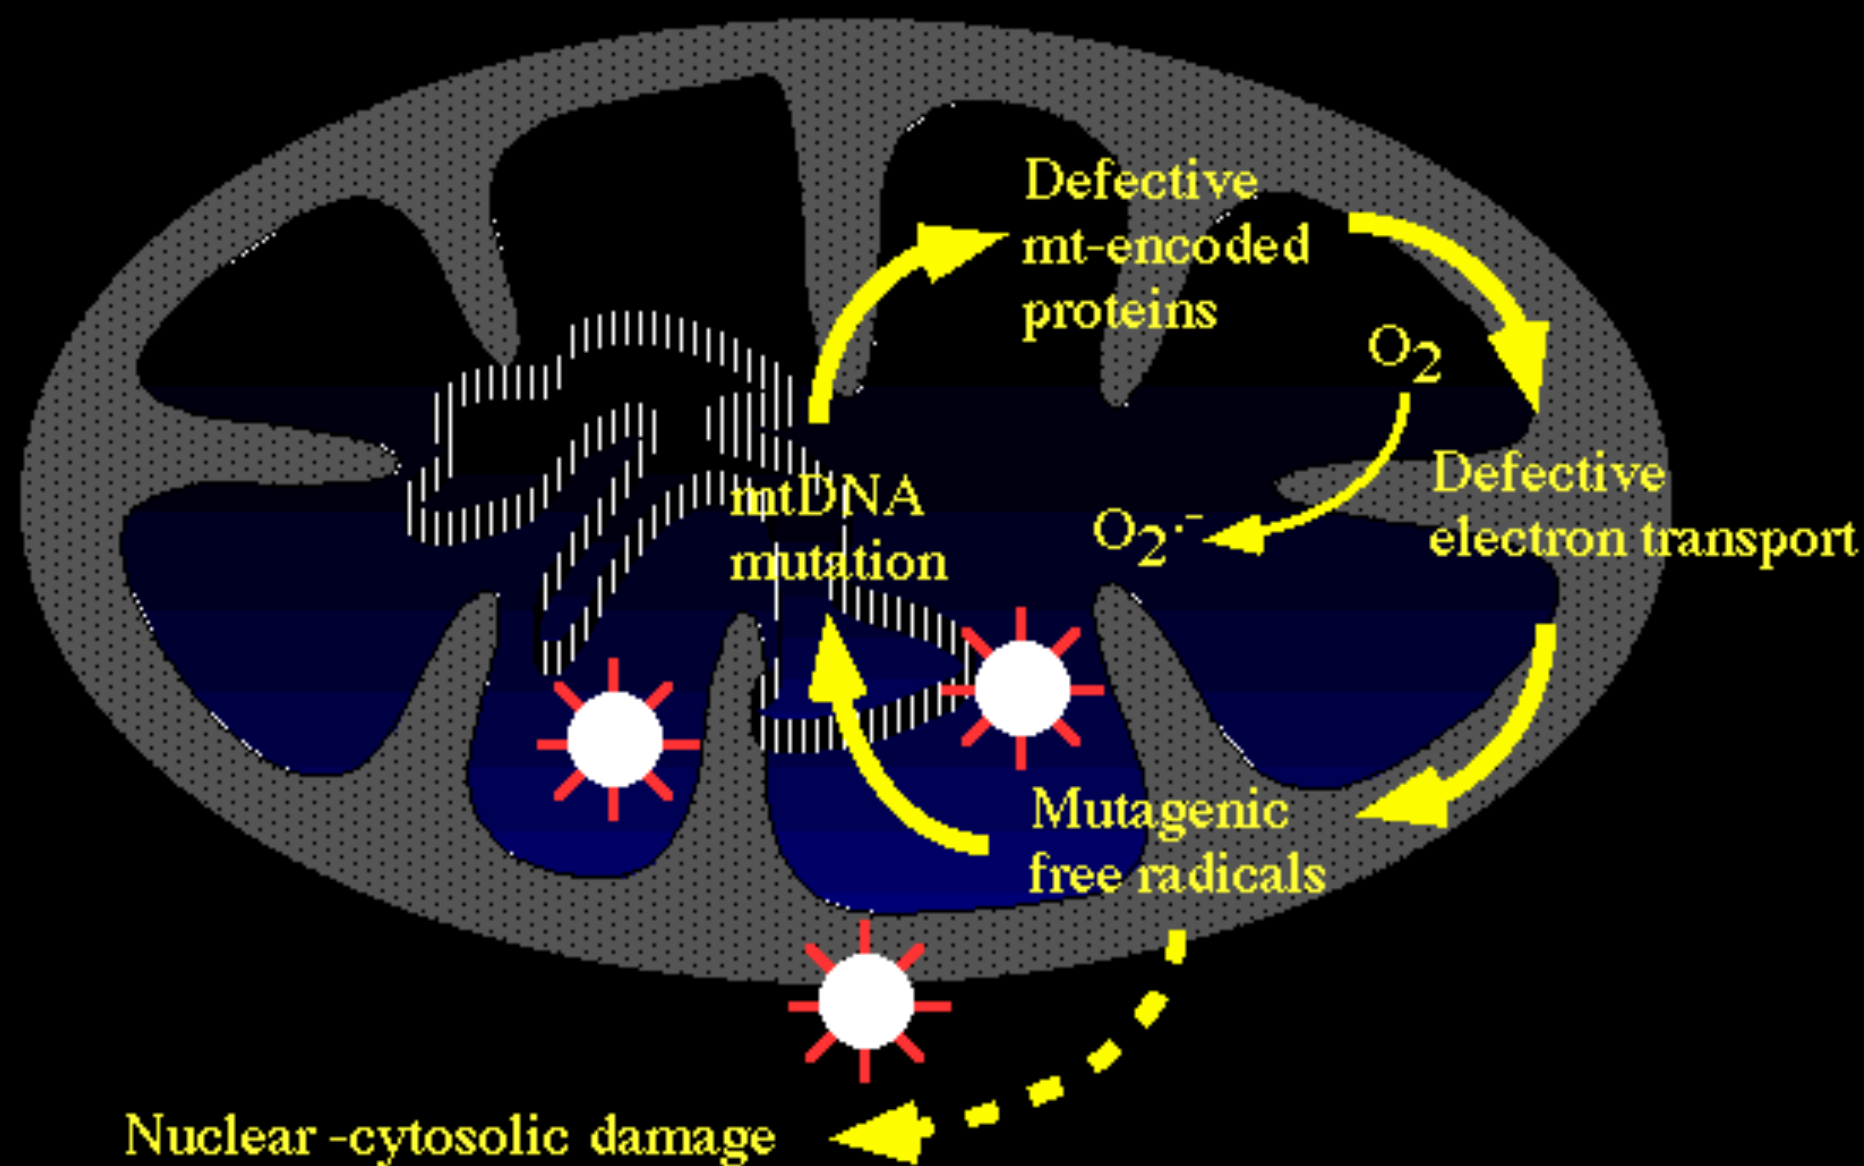 Defective
mt-encoded
proteins
O2
Defective
electron transport
mtDNA
mutation
O2.-
Mutagenic
free radicals
Nuclear -cytosolic damage